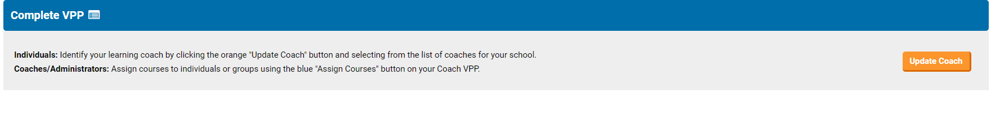 Complete VPP
Individuals: Identify your learning coach by clicking the orange "Update Coach" button and selecting from the list of coaches for your school.
Coaches/Administrators: Assign courses to individuals or groups using the blue "Assign Courses" button on your Coach VPP.
Update Coach